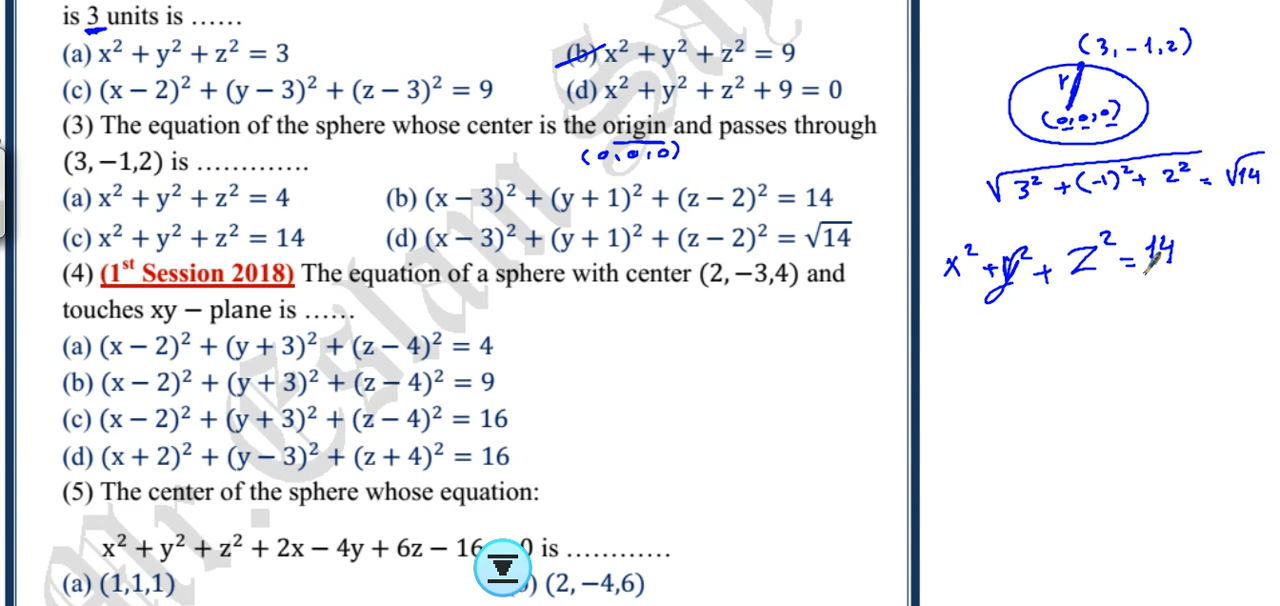 is 3 units is ……
(a) x² + y² + z² = 3
(b) x² + y² + z² = 9
(c) (x − 2)² + (y − 3)² + (z − 3)² = 9
(d) x² + y² + z² + 9 = 0
(3) The equation of the sphere whose center is the origin and passes through
(0,0,0)
(3, −1,2) is ………….
(a) x² + y² + z² = 4
(b) (x − 3)² + (y + 1)² + (z − 2)² = 14
(c) x² + y² + z² = 14
(d) (x − 3)² + (y + 1)² + (z − 2)² = √14
(4) (1st Session 2018) The equation of a sphere with center (2, −3,4) and
touches xy − plane is ……
(a) (x − 2)² + (y + 3)² + (z − 4)² = 4
(b) (x − 2)² + (y + 3)² + (z − 4)² = 9
(c) (x − 2)² + (y + 3)² + (z − 4)² = 16
(d) (x + 2)² + (y − 3)² + (z + 4)² = 16
(5) The center of the sphere whose equation:
x² + y² + z² + 2x − 4y + 6z − 16 0 is …………
(a) (1,1,1)
) (2, −4,6)
(3,-1,2)
r
(0,0,0)
√3² + (-1)² + 2² = √14
x² + y² + z² = 14
Mr. Eslam